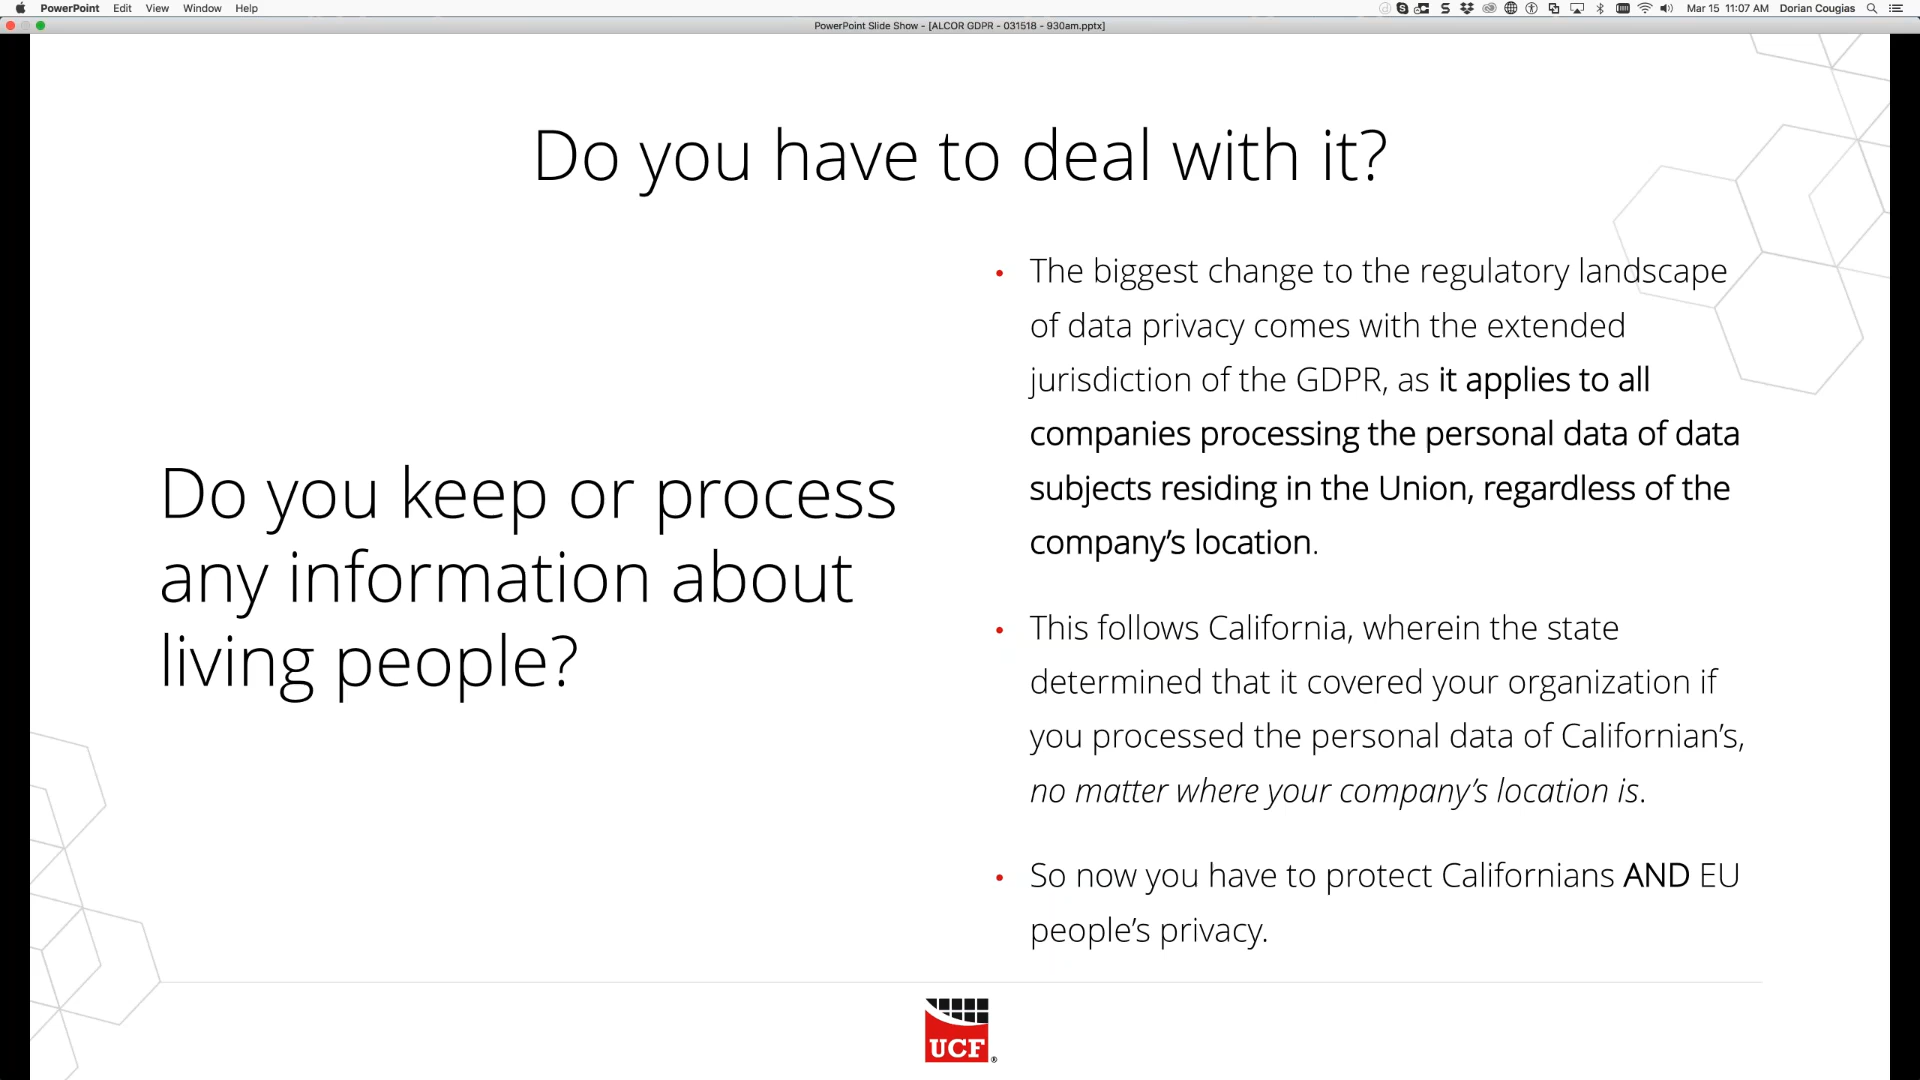 PowerPoint Edit View Window Help Mar 15 11:07 AM Dorian Cougias
PowerPoint Slide Show - [ALCOR GDPR - 031518 - 930am.pptx]
Do you have to deal with it?
Do you keep or process
any information about
living people?
• The biggest change to the regulatory landscape
of data privacy comes with the extended
jurisdiction of the GDPR, as it applies to all
companies processing the personal data of data
subjects residing in the Union, regardless of the
company’s location.
• This follows California, wherein the state
determined that it covered your organization if
you processed the personal data of Californian’s,
no matter where your company’s location is.
• So now you have to protect Californians AND EU
people’s privacy.
UCF®